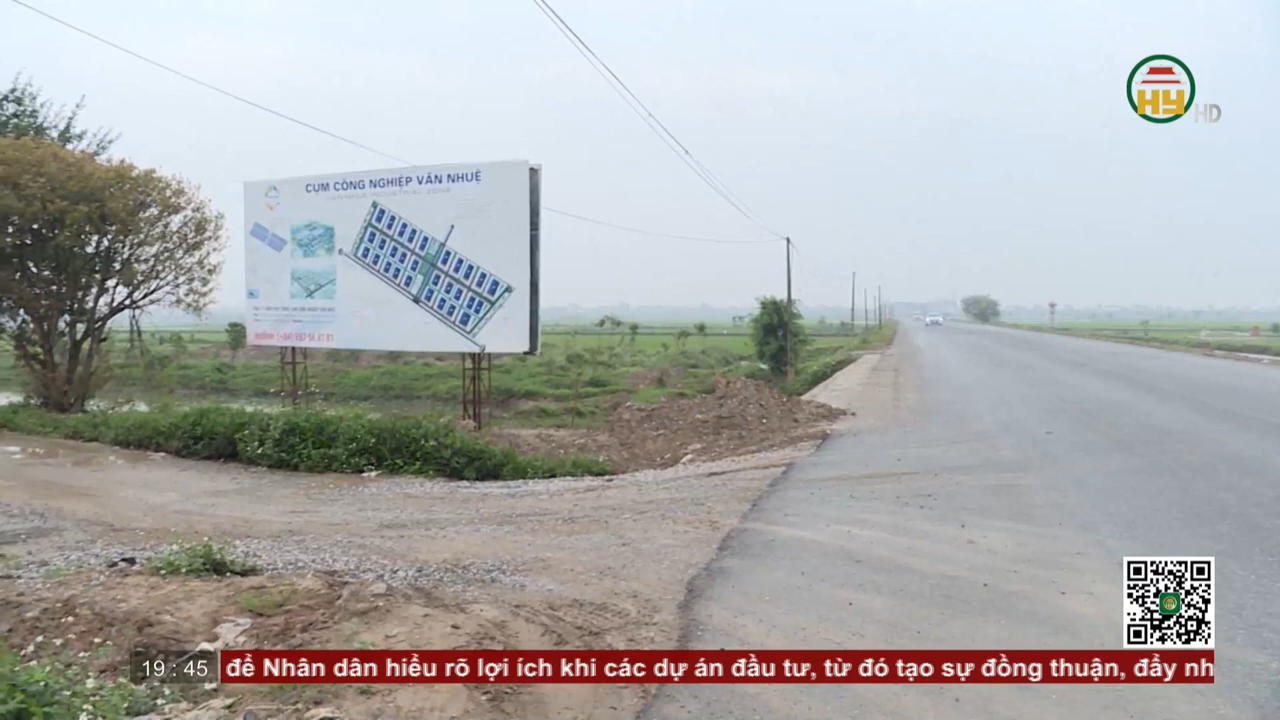 HY HD
CỤM CÔNG NGHIỆP VĂN NHUỆ
19 : 45
để Nhân dân hiểu rõ lợi ích khi các dự án đầu tư, từ đó tạo sự đồng thuận, đẩy nh